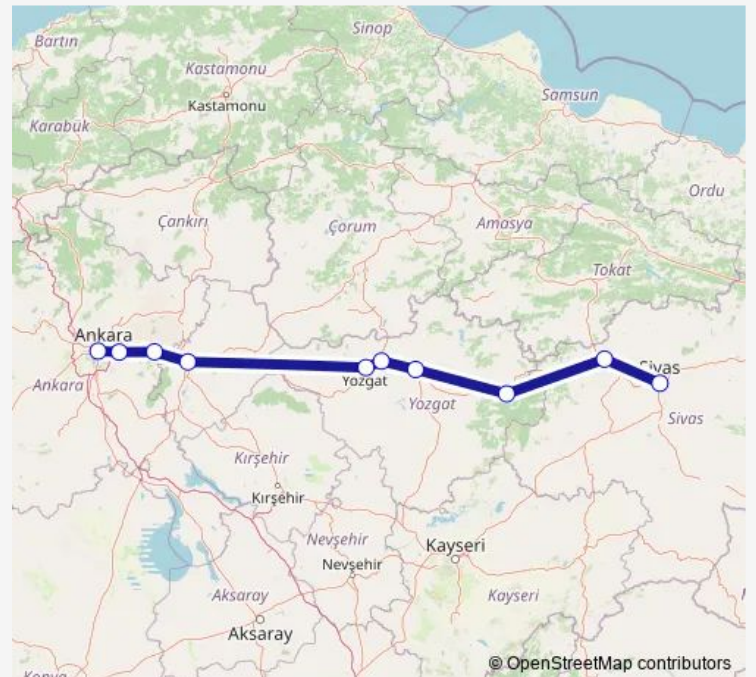 Sinop
Bartın
Kastamonu
Kastamonu
Samsun
Karabük
Ordu
Çankırı
Çorum
Amasya
Tokat
Ankara
Sivas
Ankara
Yozgat
Yozgat
Sivas
Kırşehir
Kırşehir
Nevşehir
Kayseri
Nevşehir
Aksaray
Kayseri
Aksaray
Konya
© OpenStreetMap contributors